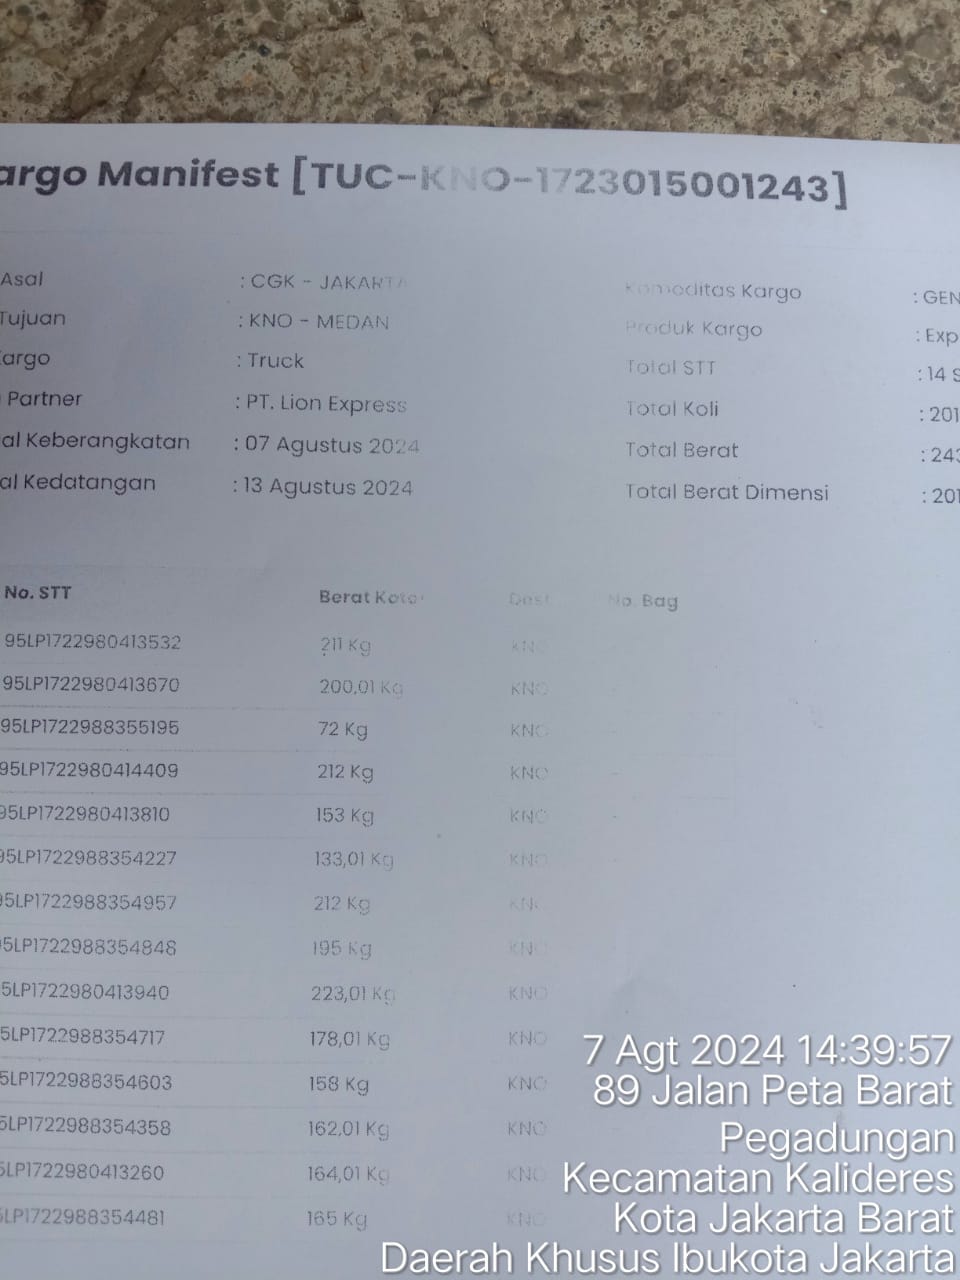 argo Manifest [TUC-KNO-1723015001243]
Asal : CGK - JAKARTA Komoditas Kargo : GEN
Tujuan : KNO - MEDAN Produk Kargo : Exp
argo : Truck Total STT : 14 S
Partner : PT. Lion Express Total Koli : 201
al Keberangkatan : 07 Agustus 2024 Total Berat : 243
al Kedatangan : 13 Agustus 2024 Total Berat Dimensi : 201
No. STT Berat Kotor Dest No. Bag
95LP1722980413532 211 Kg KNO
95LP1722980413670 200,01 Kg KNO -
95LP1722988355195 72 Kg KNO -
95LP1722980414409 212 Kg KNO -
95LP1722980413810 153 Kg KNO -
95LP1722988354227 133,01 Kg KNO -
95LP1722988354957 212 Kg KNO
5LP1722988354848 195 Kg KNO
5LP1722980413940 223,01 Kg KNO
5LP1722988354717 178,01 Kg KNO
5LP1722988354603 158 Kg KNO
5LP1722988354358 162,01 Kg KNO
5LP1722980413260 164,01 Kg KNO
5LP1722988354481 165 Kg KNO
7 Agt 2024 14:39:57
89 Jalan Peta Barat
Pegadungan
Kecamatan Kalideres
Kota Jakarta Barat
Daerah Khusus Ibukota Jakarta